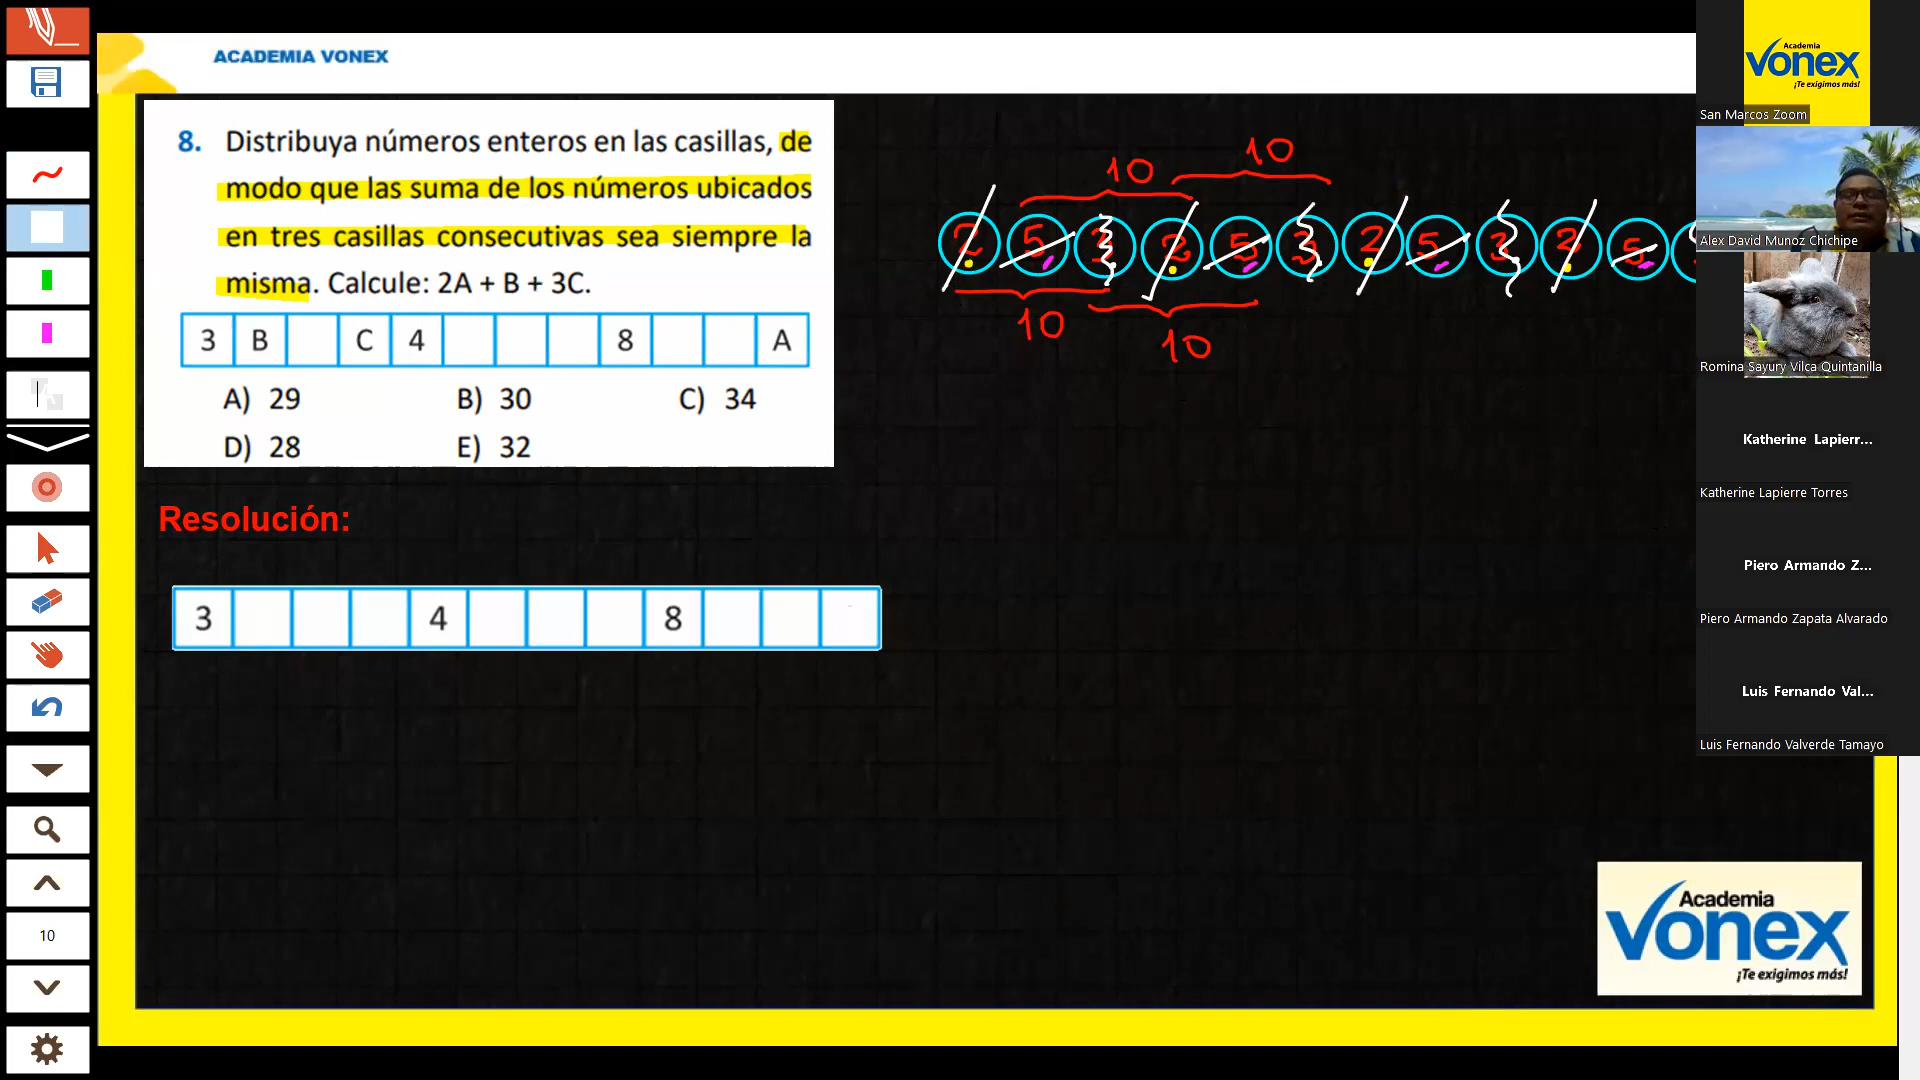 ACADEMIA VONEX
8. Distribuya números enteros en las casillas, de
modo que las suma de los números ubicados
en tres casillas consecutivas sea siempre la
misma. Calcule: 2A + B + 3C.
3 B C 4 8 A
A) 29 B) 30 C) 34
D) 28 E) 32
Resolución:
3 4 8
10 10
2 5 3 2 5 3 2 5 3 2 5
10 10
Academia
vonex
¡Te exigimos más!
San Marcos Zoom
Alex David Munoz Chichipe
Romina Sayury Vilca Quintanilla
Katherine Lapierr...
Katherine Lapierre Torres
Piero Armando Z...
Piero Armando Zapata Alvarado
Luis Fernando Val...
Luis Fernando Valverde Tamayo
Academia
vonex
¡Te exigimos más!
10